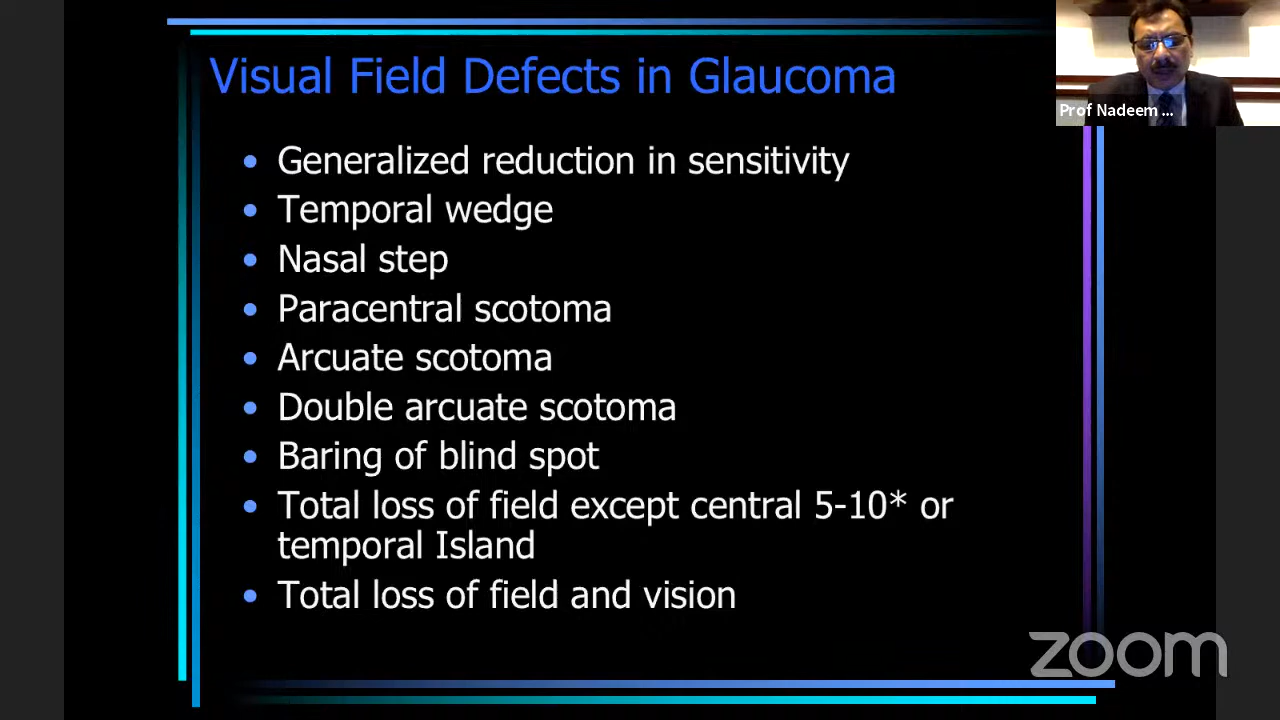 Visual Field Defects in Glaucoma
Prof Nadeem ...
• Generalized reduction in sensitivity
• Temporal wedge
• Nasal step
• Paracentral scotoma
• Arcuate scotoma
• Double arcuate scotoma
• Baring of blind spot
• Total loss of field except central 5-10* or
temporal Island
• Total loss of field and vision
zoom